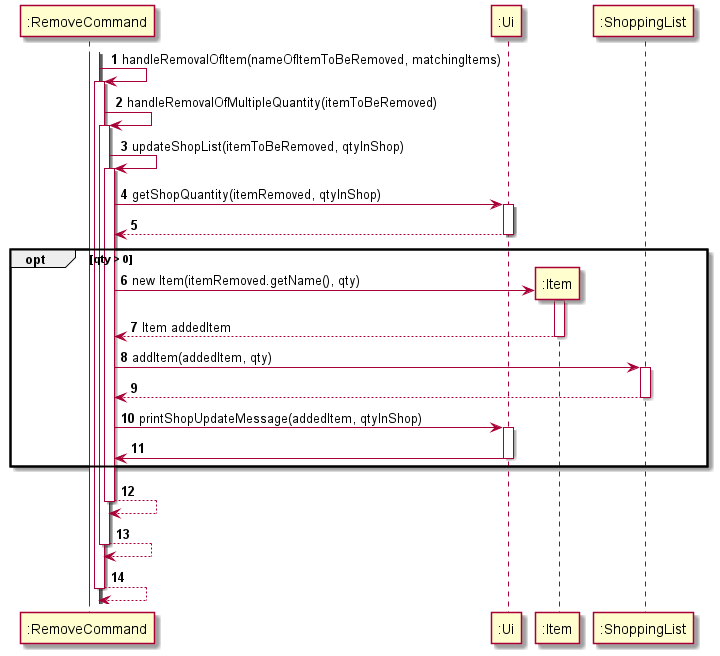 :RemoveCommand :Ui :ShoppingList
1 handleRemovalOfItem(nameOfItemToBeRemoved, matchingItems)
2 handleRemovalOfMultipleQuantity(itemToBeRemoved)
3 updateShopList(itemToBeRemoved, qtyInShop)
4 getShopQuantity(itemRemoved, qtyInShop)
5
opt [qty > 0]
6 new Item(itemRemoved.getName(), qty)
:Item
7 Item addedItem
8 addItem(addedItem, qty)
9
10 printShopUpdateMessage(addedItem, qtyInShop)
11
12
13
14
:RemoveCommand :Ui :Item :ShoppingList